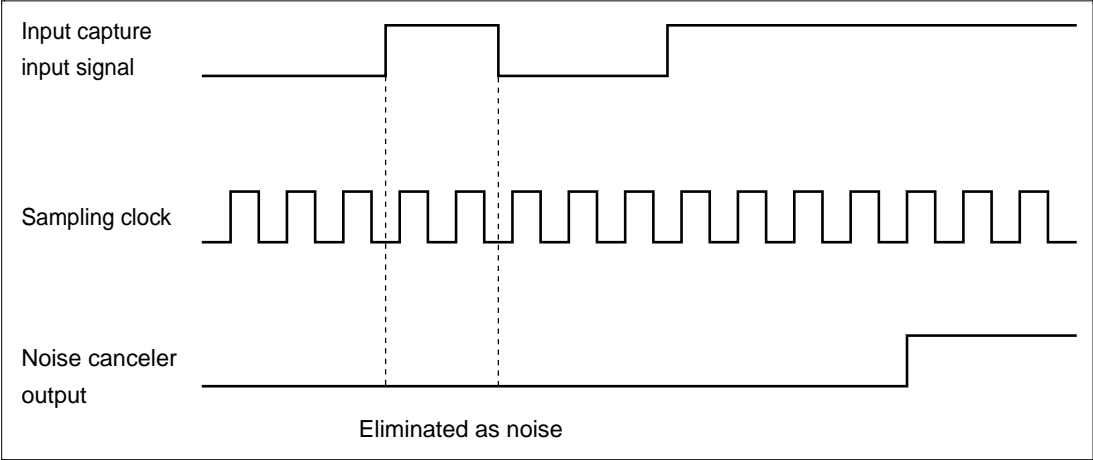 Input capture
input signal
Sampling clock
Noise canceler
output
Eliminated as noise